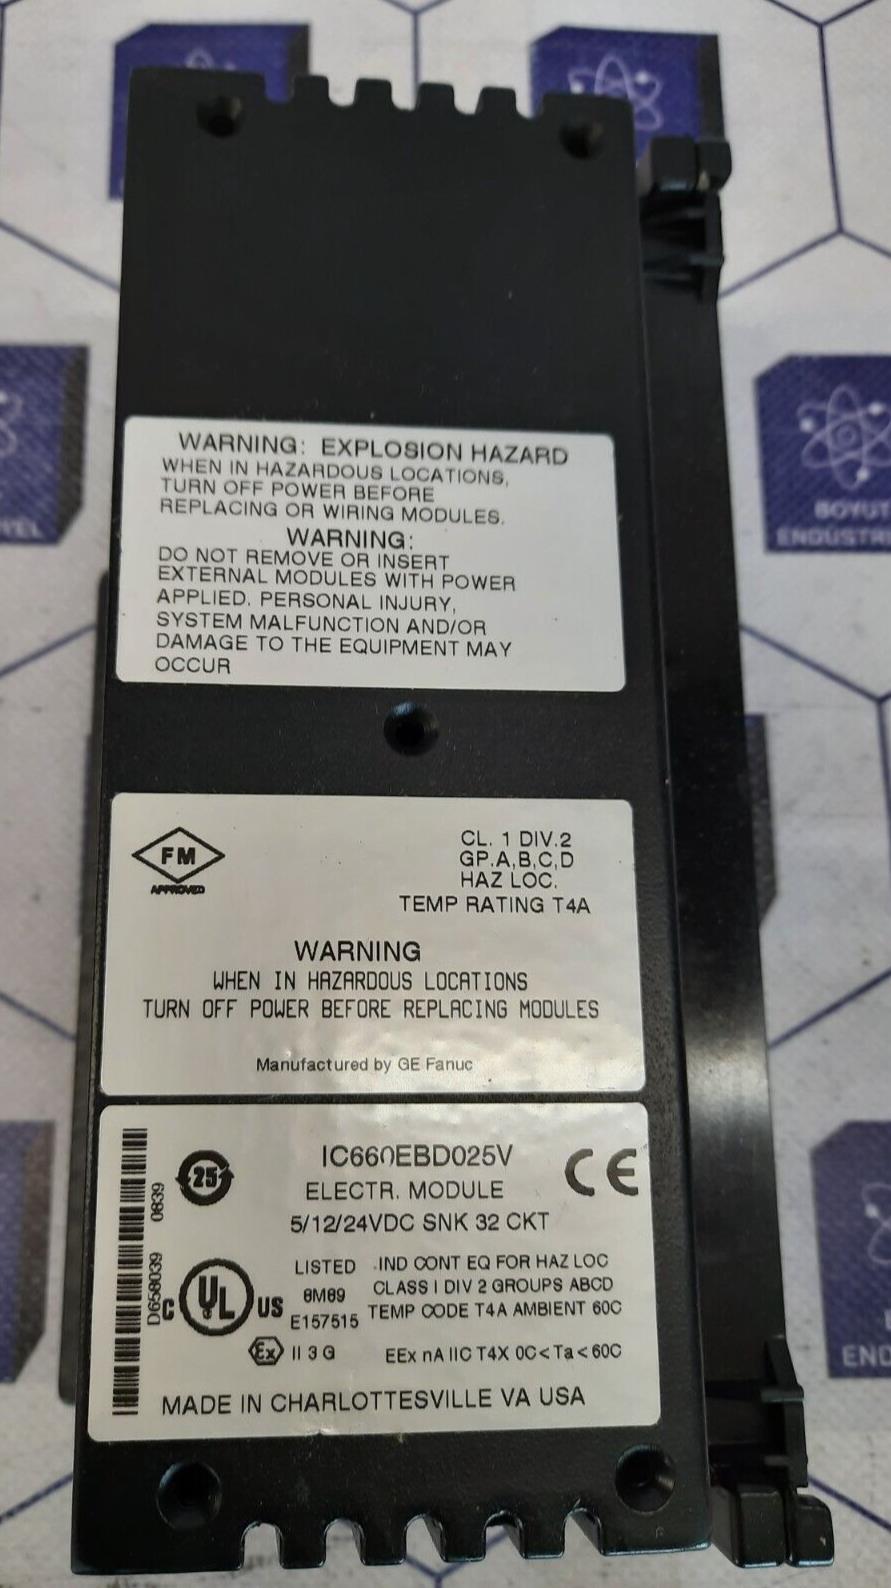 WARNING: EXPLOSION HAZARD
WHEN IN HAZARDOUS LOCATIONS,
TURN OFF POWER BEFORE
REPLACING OR WIRING MODULES.
WARNING:
DO NOT REMOVE OR INSERT
EXTERNAL MODULES WITH POWER
APPLIED. PERSONAL INJURY,
SYSTEM MALFUNCTION AND/OR
DAMAGE TO THE EQUIPMENT MAY
OCCUR
FM
APPROVED
CL. 1 DIV.2
GP.A,B,C,D
HAZ LOC.
TEMP RATING T4A
WARNING
WHEN IN HAZARDOUS LOCATIONS
TURN OFF POWER BEFORE REPLACING MODULES
Manufactured by GE Fanuc
D658039 0839
25
IC660EBD025V
CE
ELECTR. MODULE
5/12/24VDC SNK 32 CKT
C UL US
LISTED
8M89
E157515
IND CONT EQ FOR HAZ LOC
CLASS I DIV 2 GROUPS ABCD
TEMP CODE T4A AMBIENT 60C
Ex II 3 G EEx nA IIC T4X 0C<Ta<60C
MADE IN CHARLOTTESVILLE VA USA
BOYUT
ENDÜSTRİ